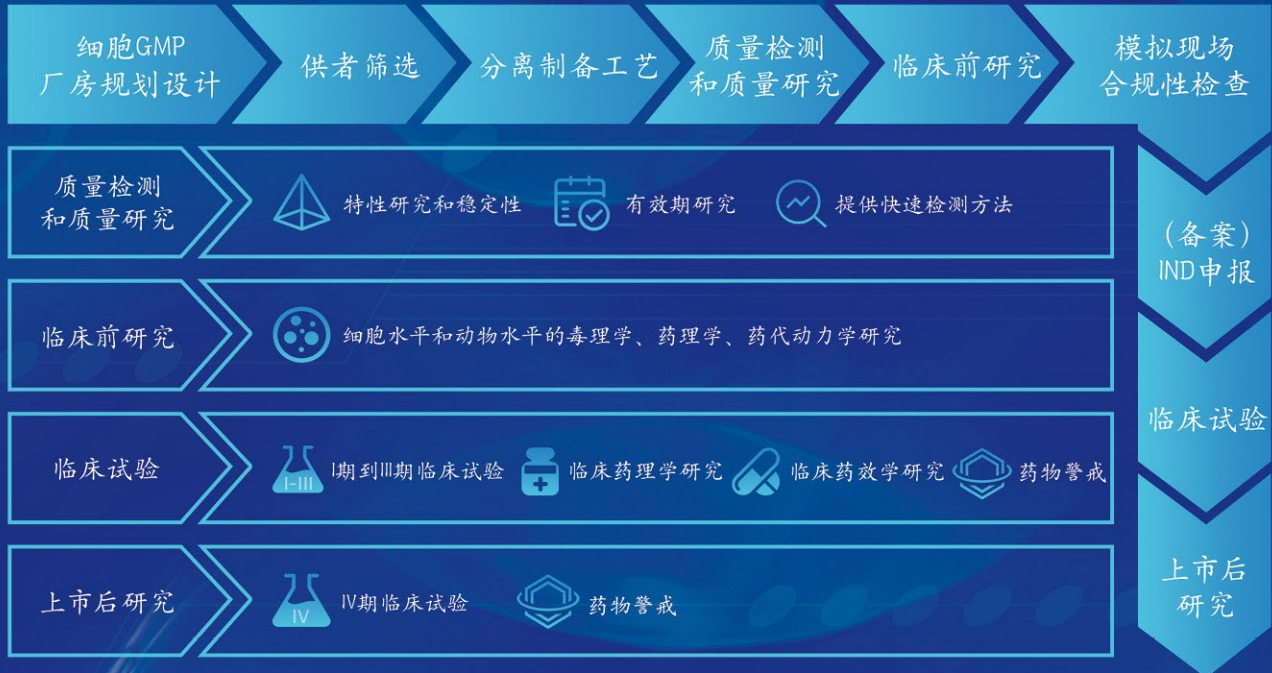 细胞GMP
厂房规划设计
供者筛选
分离制备工艺
质量检测
和质量研究
临床前研究
模拟现场
合规性检查
质量检测
和质量研究
特性研究和稳定性
有效期研究
提供快速检测方法
（备案）
IND申报
临床前研究
细胞水平和动物水平的毒理学、药理学、药代动力学研究
临床试验
临床试验
I-III
I期到III期临床试验
临床药理学研究
临床药效学研究
药物警戒
上市后研究
IV
IV期临床试验
药物警戒
上市后
研究